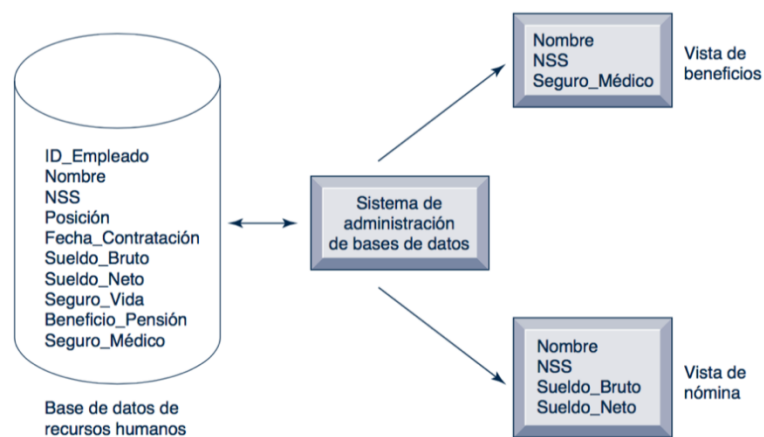 ID_Empleado
Nombre
NSS
Posición
Fecha_Contratación
Sueldo_Bruto
Sueldo_Neto
Seguro_Vida
Beneficio_Pensión
Seguro_Médico
Base de datos de
recursos humanos
Sistema de
administración
de bases de datos
Nombre
NSS
Seguro_Médico
Vista de
beneficios
Nombre
NSS
Sueldo_Bruto
Sueldo_Neto
Vista de
nómina